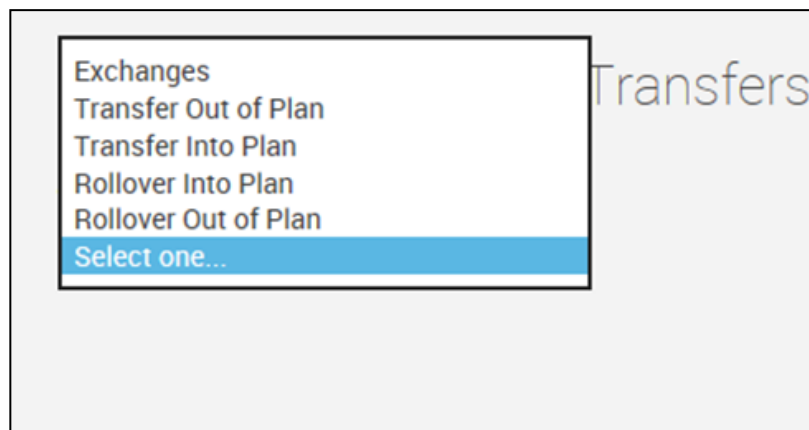 Exchanges
Transfer Out of Plan
Transfer Into Plan
Rollover Into Plan
Rollover Out of Plan
Select one...
Transfers